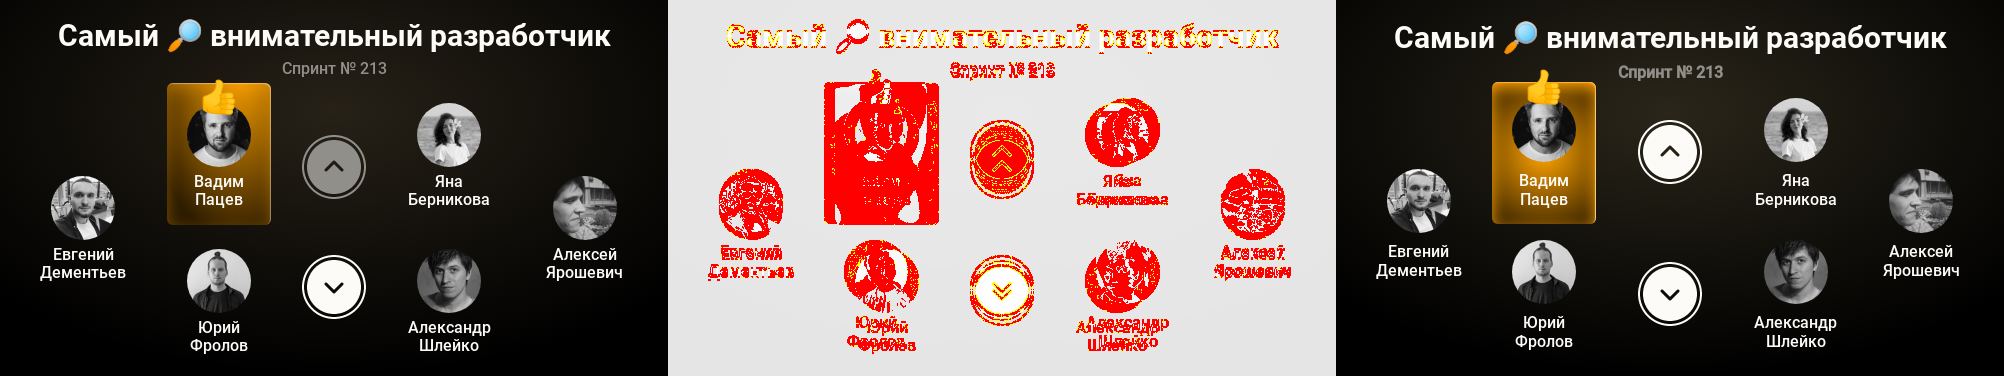 Самый 🔎 внимательный разработчик
Спринт № 213
Вадим
Пацев
Яна
Берникова
Евгений
Дементьев
Алексей
Ярошевич
Юрий
Фролов
Александр
Шлейко
Самый 🔎 внимательный разработчик
Спринт № 213
Яна
Берникова
Евгений
Дементьев
Алексей
Ярошевич
Юрий
Фролов
Александр
Шлейко
Самый 🔎 внимательный разработчик
Спринт № 213
Вадим
Пацев
Яна
Берникова
Евгений
Дементьев
Алексей
Ярошевич
Юрий
Фролов
Александр
Шлейко